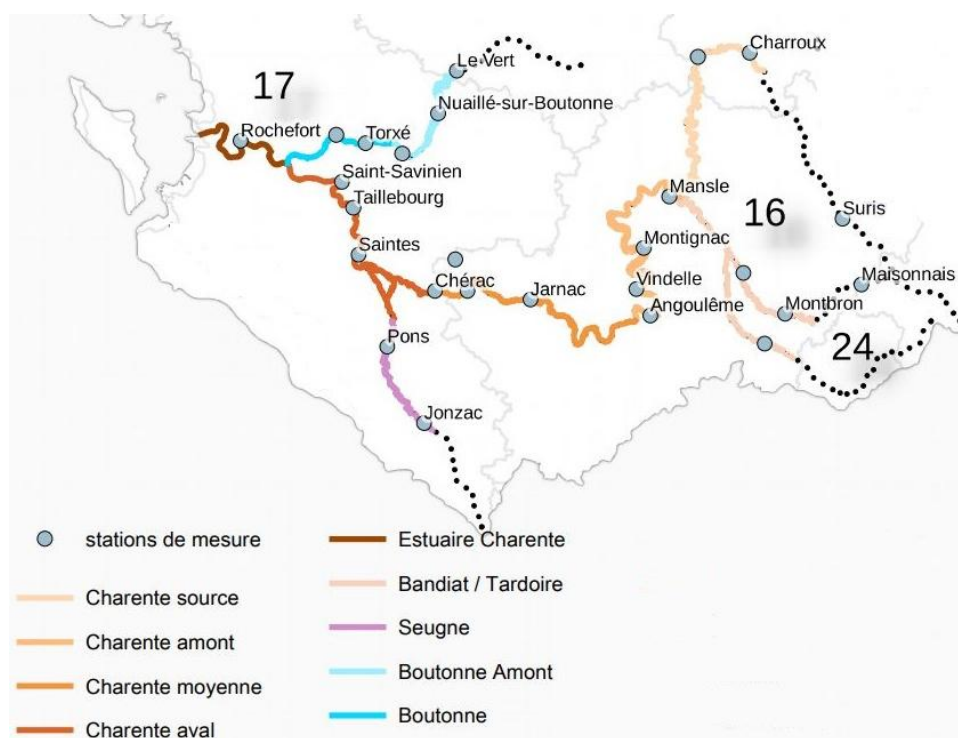 Charroux
Le Vert
17
Nuaillé-sur-Boutonne
Rochefort
Torxé
Saint-Savinien
Mansle
Taillebourg
16
Suris
Saintes
Montignac
Maisonnais
Chérac
Jarnac
Vindelle
Angoulême
Montbron
Pons
24
Jonzac
stations de mesure
Charente source
Charente amont
Charente moyenne
Charente aval
Estuaire Charente
Bandiat / Tardoire
Seugne
Boutonne Amont
Boutonne